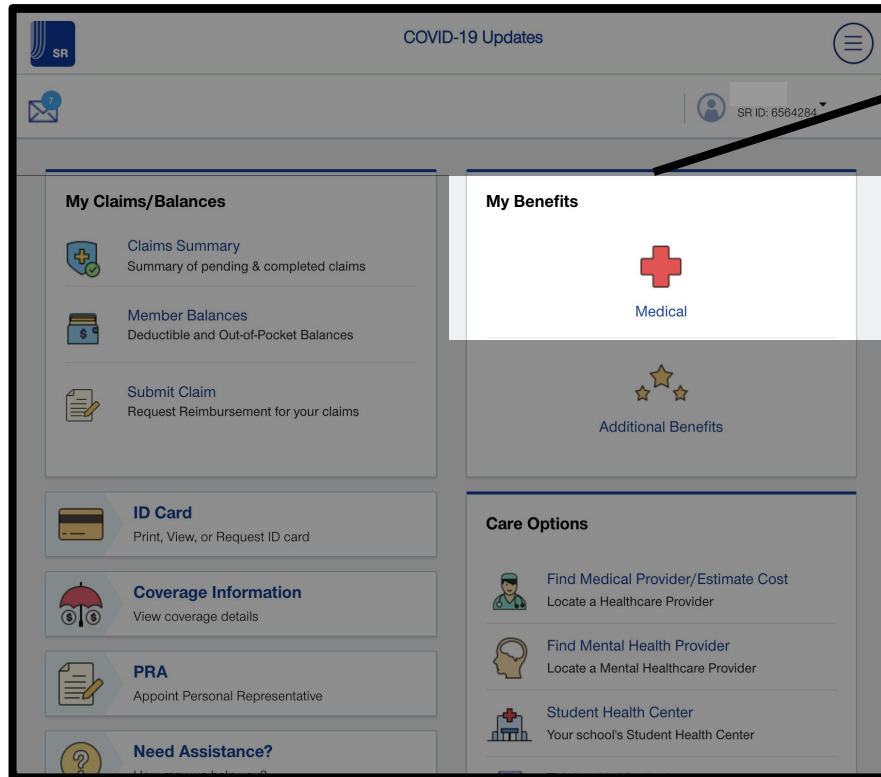 SR
COVID-19 Updates
7
SR ID: 6564284
My Claims/Balances
Claims Summary
Summary of pending & completed claims
Member Balances
Deductible and Out-of-Pocket Balances
$
Submit Claim
Request Reimbursement for your claims
My Benefits
Medical
Additional Benefits
ID Card
Print, View, or Request ID card
$ $
Coverage Information
View coverage details
PRA
Appoint Personal Representative
?
Need Assistance?
Care Options
Find Medical Provider/Estimate Cost
Locate a Healthcare Provider
Find Mental Health Provider
Locate a Mental Healthcare Provider
Student Health Center
Your school's Student Health Center